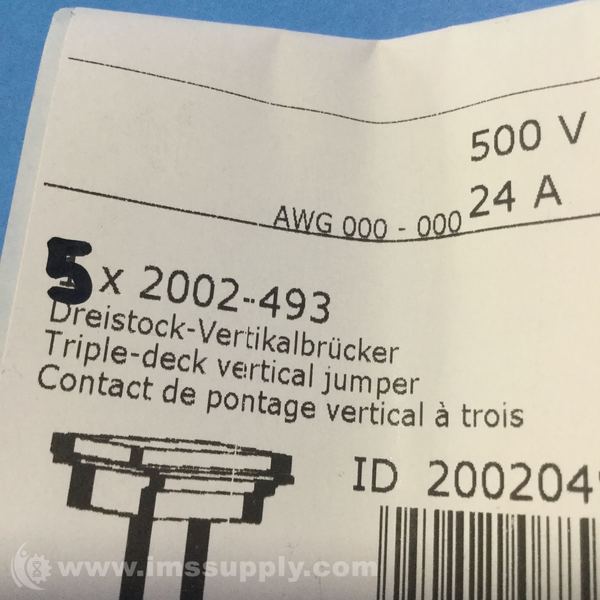 500 V
24 A
AWG 000 - 000
5 x 2002-493
Dreistock-Vertikalbrücker
Triple-deck vertical jumper
Contact de pontage vertical à trois
ID 200204
www.imssupply.com